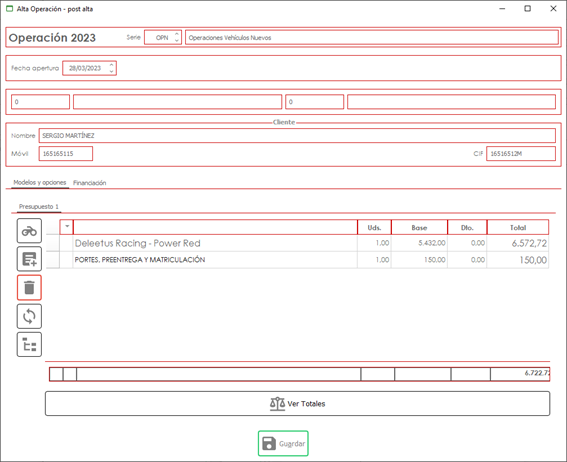 Alta Operación - post alta
Operación 2023 Serie OPN Operaciones Vehículos Nuevos
Fecha apertura 28/03/2023
0 0
Cliente
Nombre SERGIO MARTÍNEZ
Móvil 165165115 CIF 16516512M
Modelos y opciones Financiación
Presupuesto 1
Uds. Base Dto. Total
Deleetus Racing - Power Red 1,00 5.432,00 0,00 6.572,72
PORTES, PREENTREGA Y MATRICULACIÓN 1,00 150,00 0,00 150,00
6.722,72
Ver Totales
Guardar